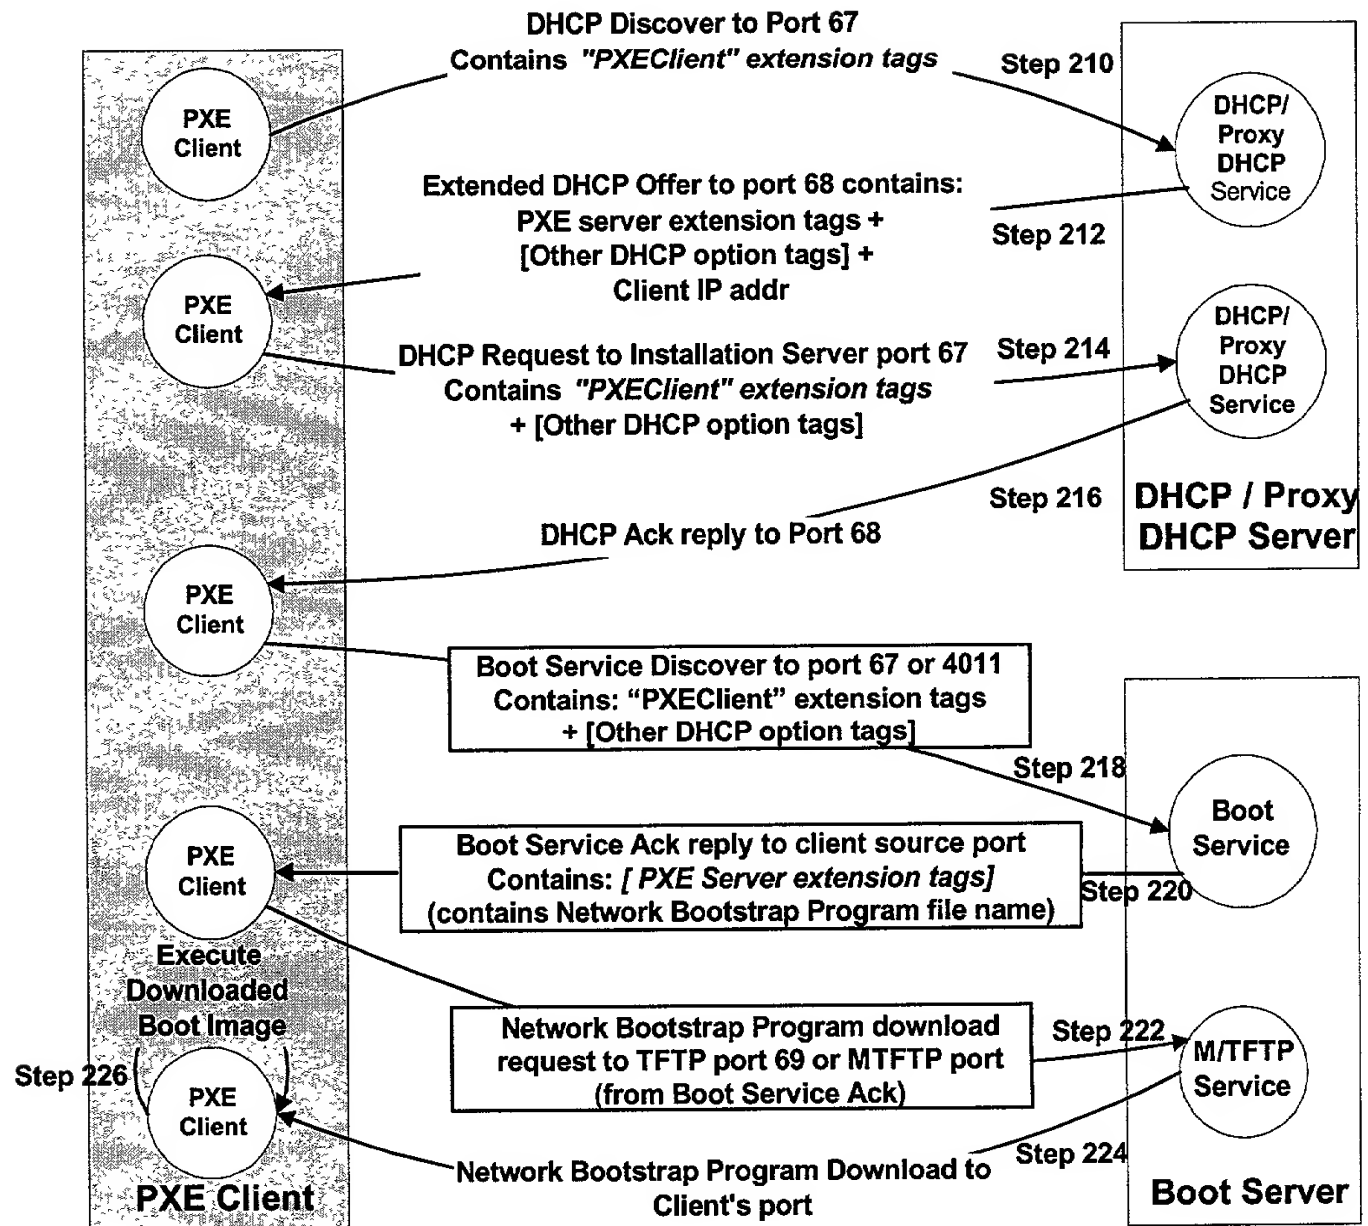 DHCP Discover to Port 67
Contains "PXEClient" extension tags
Step 210
PXE
Client
DHCP/
Proxy
DHCP
Service
Extended DHCP Offer to port 68 contains:
PXE server extension tags +
[Other DHCP option tags] +
Client IP addr
Step 212
PXE
Client
DHCP Request to Installation Server port 67
Contains "PXEClient" extension tags
+ [Other DHCP option tags]
Step 214
DHCP/
Proxy
DHCP
Service
Step 216
DHCP / Proxy
DHCP Server
DHCP Ack reply to Port 68
PXE
Client
Boot Service Discover to port 67 or 4011
Contains: “PXEClient” extension tags
+ [Other DHCP option tags]
Step 218
Boot
Service
PXE
Client
Boot Service Ack reply to client source port
Contains: [ PXE Server extension tags]
(contains Network Bootstrap Program file name)
Step 220
Execute
Downloaded
Boot Image
Network Bootstrap Program download
request to TFTP port 69 or MTFTP port
(from Boot Service Ack)
Step 222
M/TFTP
Service
Step 226
PXE
Client
Step 224
Network Bootstrap Program Download to
Client's port
PXE Client
Boot Server